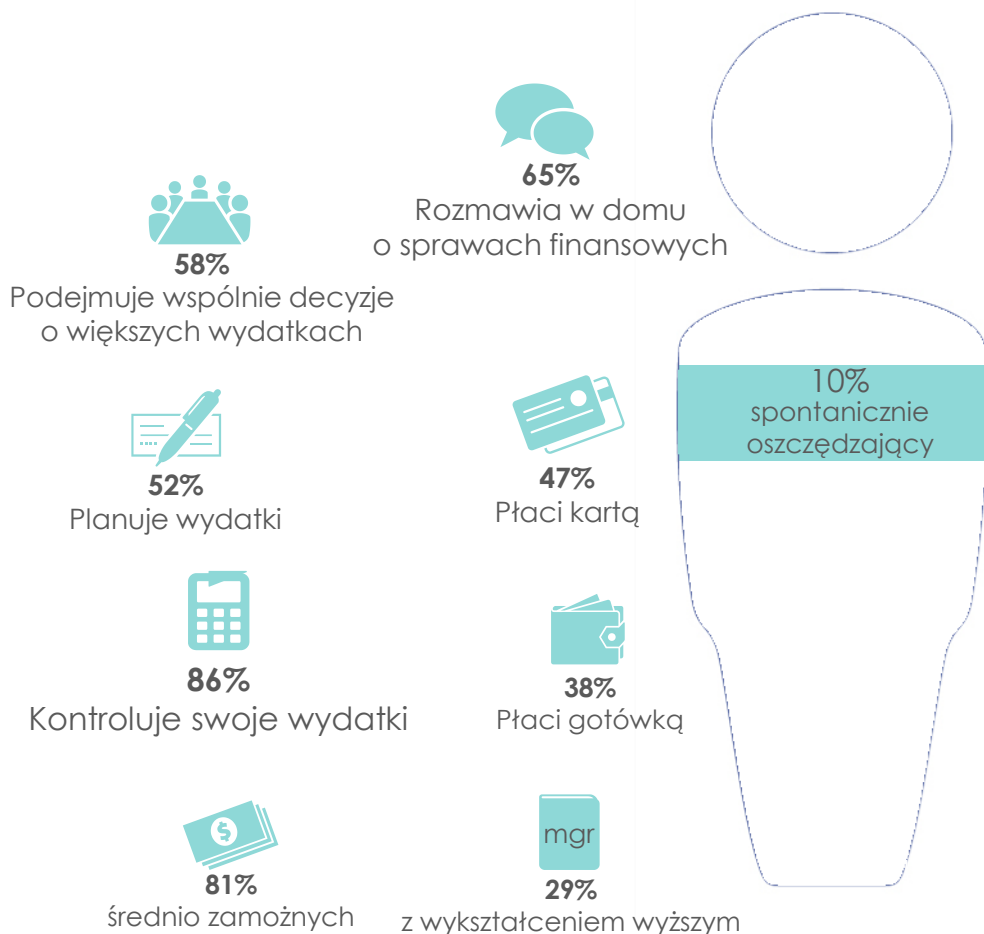 65%
Rozmawia w domu
o sprawach finansowych
58%
Podejmuje wspólnie decyzje
o większych wydatkach
10%
spontanicznie
oszczędzający
52%
Planuje wydatki
47%
Płaci kartą
86%
Kontroluje swoje wydatki
38%
Płaci gotówką
$
81%
średnio zamożnych
mgr
29%
z wykształceniem wyższym